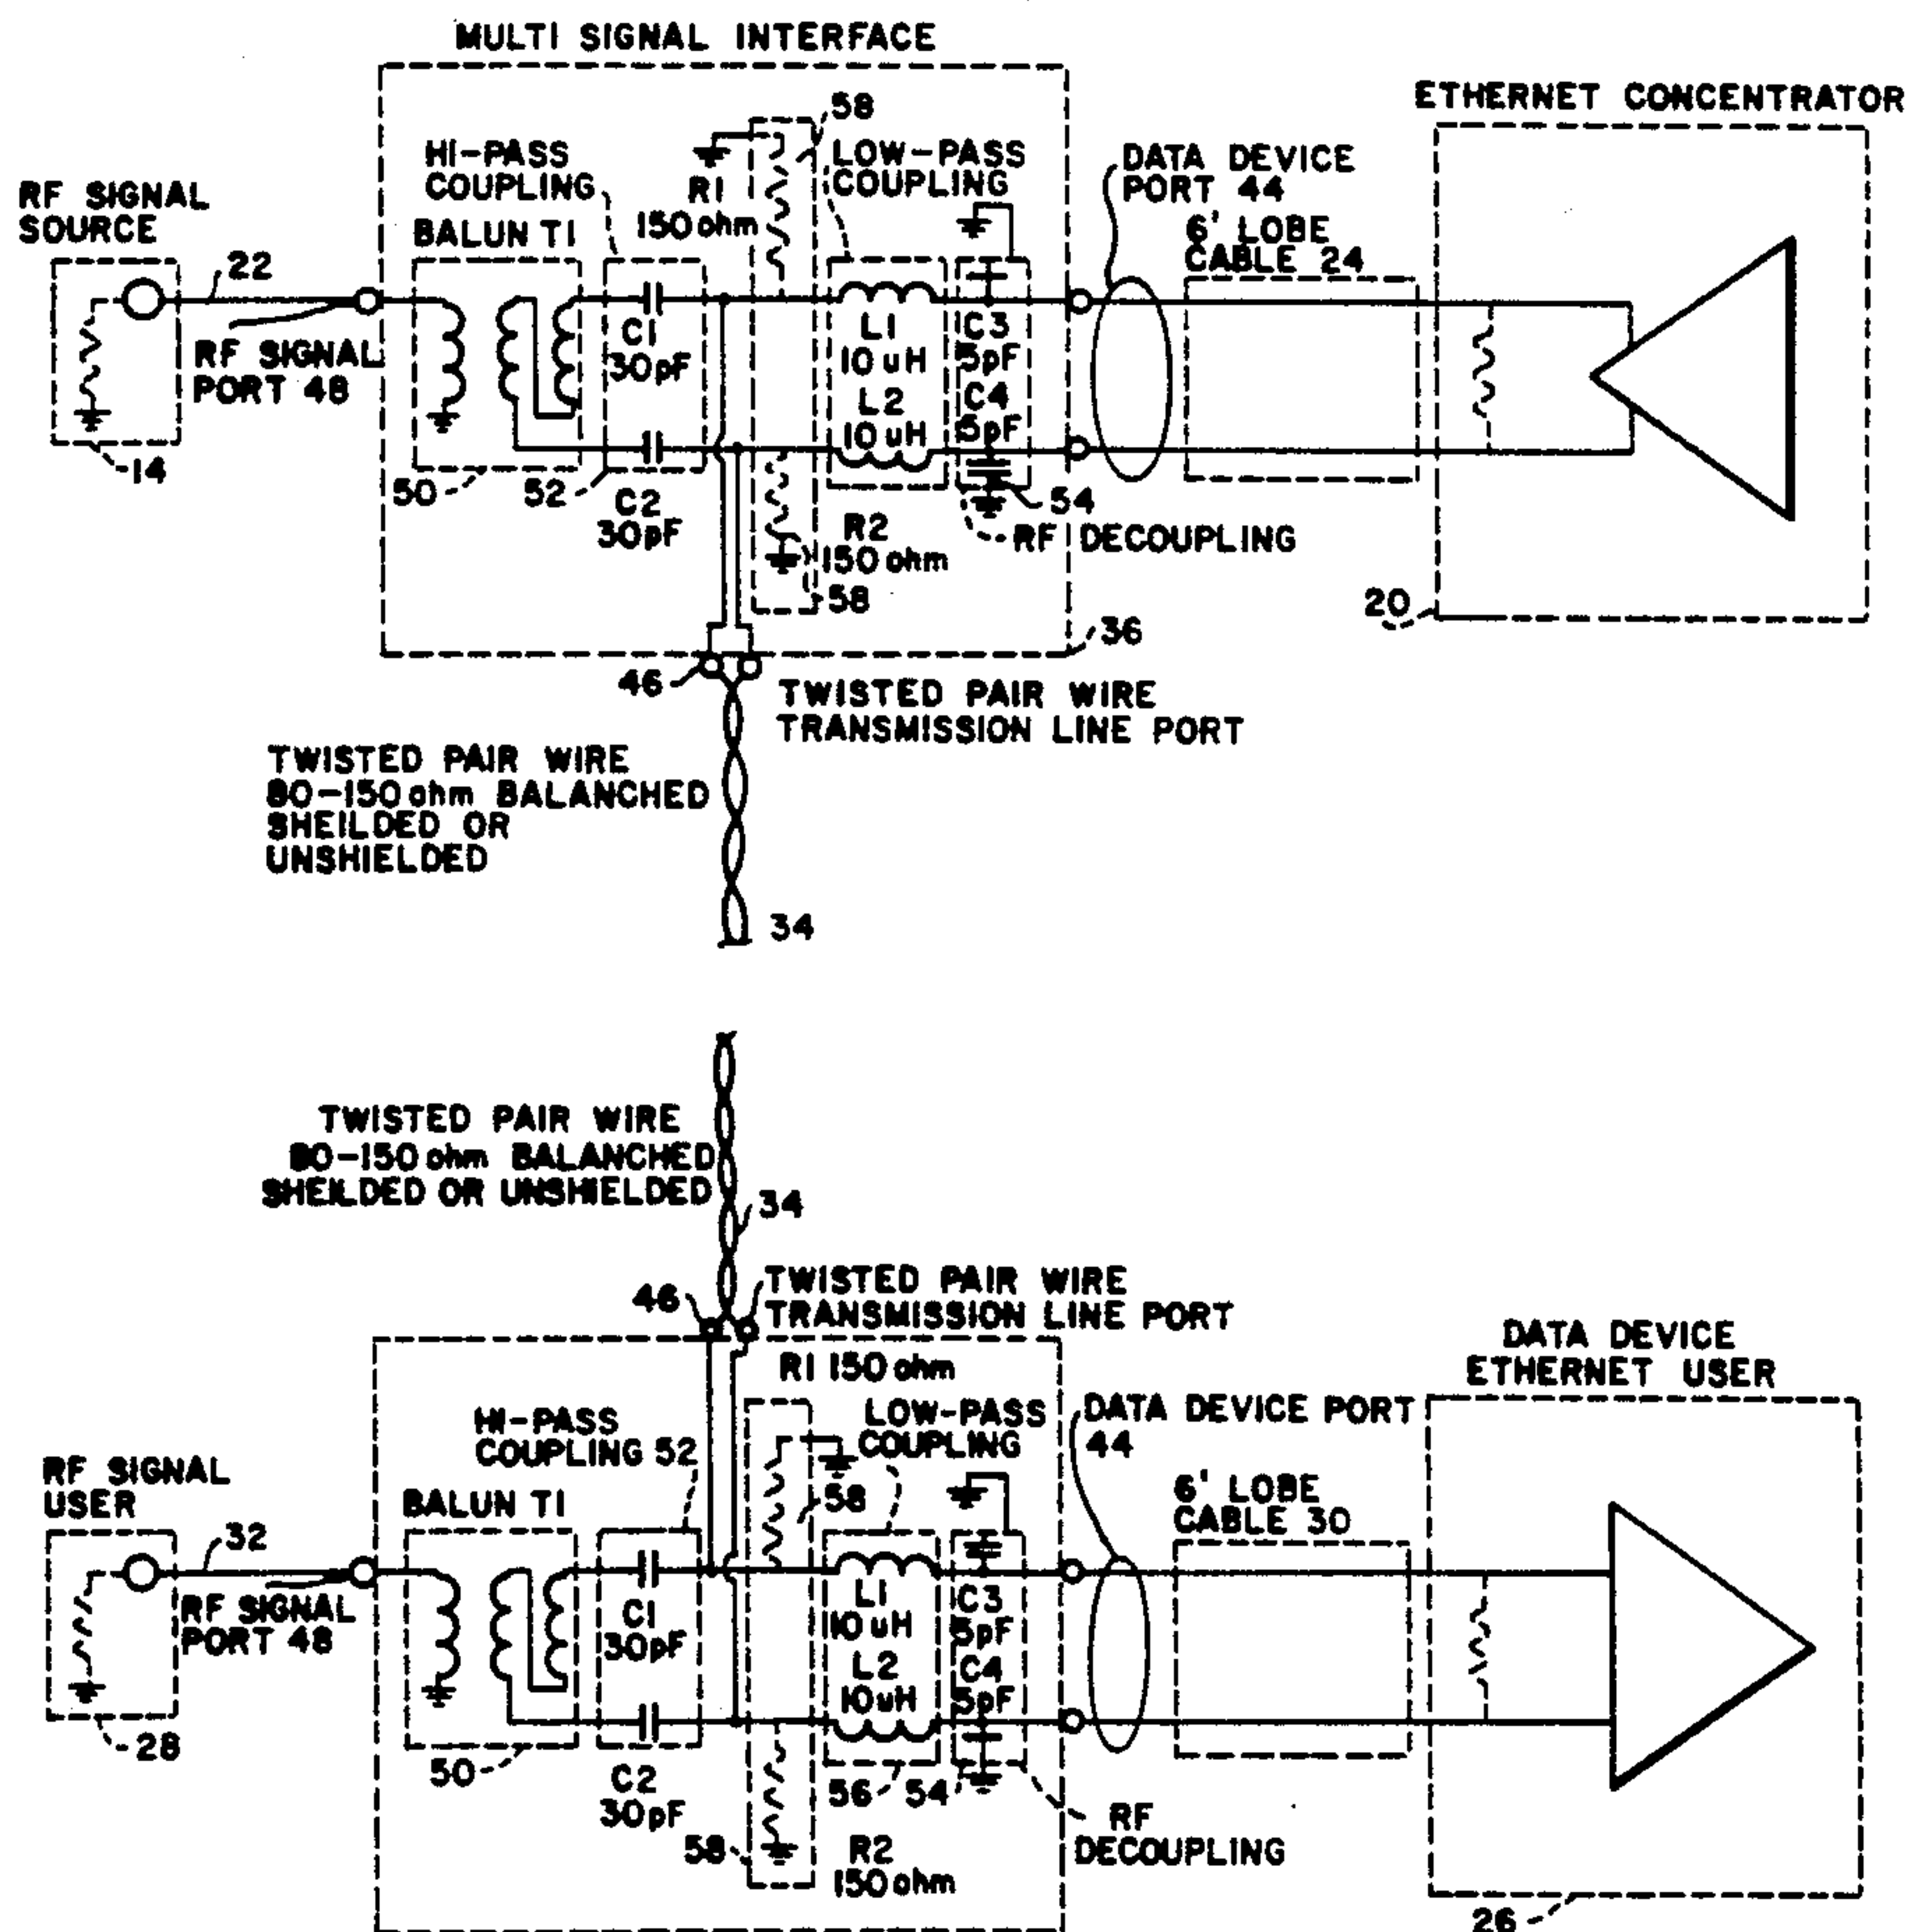 MULTI SIGNAL INTERFACE
ETHERNET CONCENTRATOR
58
HI-PASS
COUPLING
R1
150 ohm
LOW-PASS
COUPLING
DATA DEVICE
PORT 44
RF SIGNAL
SOURCE
BALUN T1
6' LOBE
CABLE 24
22
C1
30pF
L1
10 uH
L2
10 uH
C3
5pF
C4
5pF
RF SIGNAL
PORT 48
14
50
52
C2
30pF
54
R2
150 ohm
RF DECOUPLING
58
20
36
46
TWISTED PAIR WIRE
TRANSMISSION LINE PORT
TWISTED PAIR WIRE
80-150 ohm BALANCHED
SHEILDED OR
UNSHIELDED
34
TWISTED PAIR WIRE
80-150 ohm BALANCHED
SHEILDED OR UNSHIELDED
34
46
TWISTED PAIR WIRE
TRANSMISSION LINE PORT
DATA DEVICE
ETHERNET USER
R1 150 ohm
HI-PASS
COUPLING 52
LOW-PASS
COUPLING
DATA DEVICE PORT
44
RF SIGNAL
USER
BALUN T1
58
6' LOBE
CABLE 30
32
RF SIGNAL
PORT 48
C1
30pF
L1
10 uH
L2
10 uH
C3
5pF
C4
5pF
28
50
C2
30pF
56
54
RF
DECOUPLING
58
R2
150 ohm
26